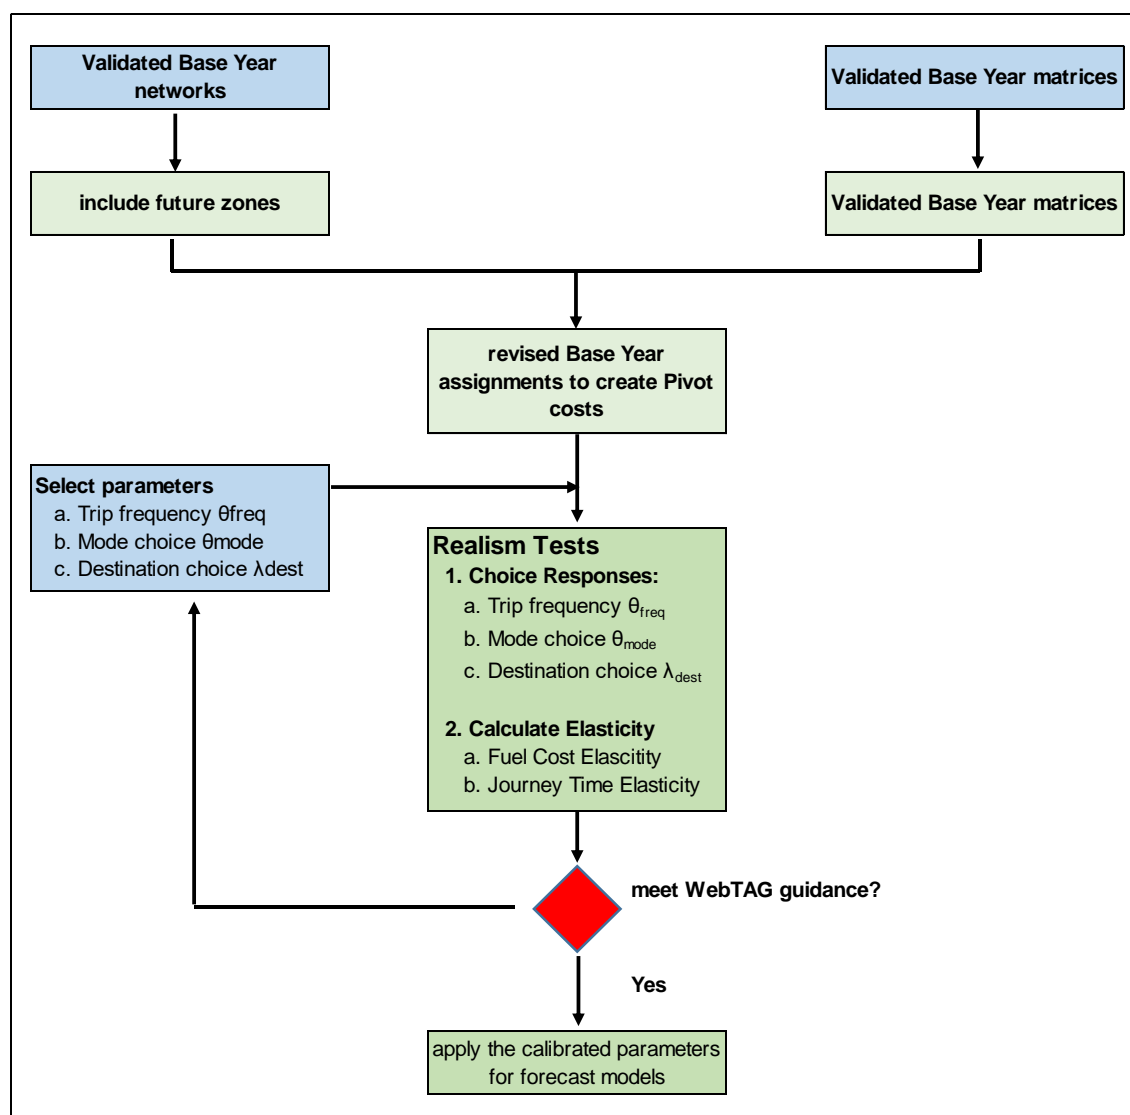 Validated Base Year
networks
Validated Base Year matrices
include future zones
Validated Base Year matrices
revised Base Year
assignments to create Pivot
costs
Select parameters
a. Trip frequency θfreq
b. Mode choice θmode
c. Destination choice λdest
Realism Tests
1. Choice Responses:
a. Trip frequency θfreq
b. Mode choice θmode
c. Destination choice λdest
2. Calculate Elasticity
a. Fuel Cost Elascitity
b. Journey Time Elasticity
meet WebTAG guidance?
Yes
apply the calibrated parameters
for forecast models